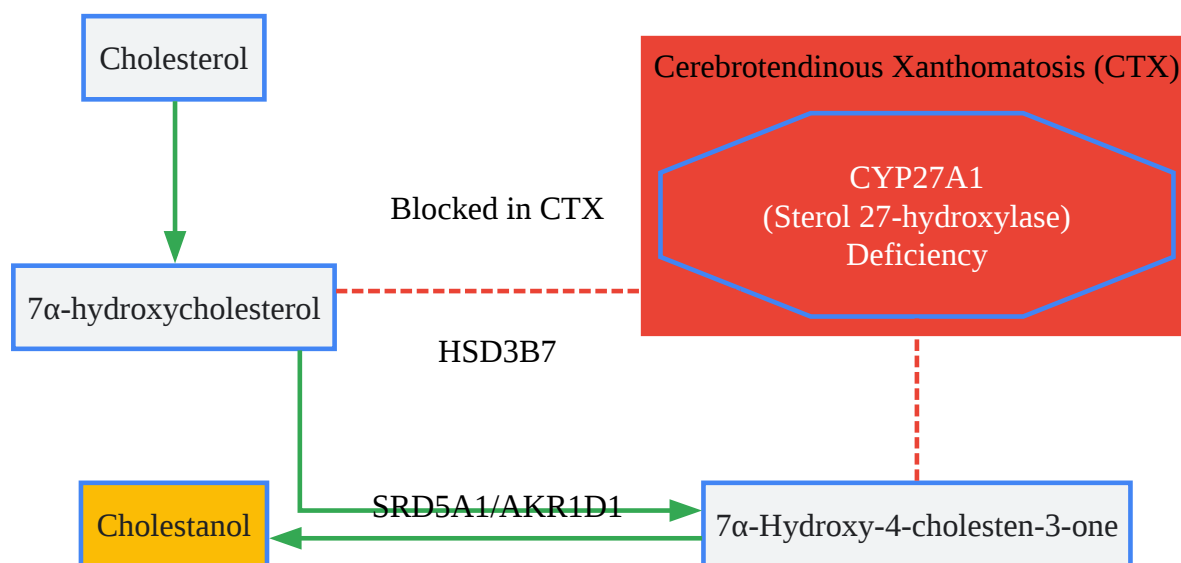 Cholesterol
Cerebrotendinous Xanthomatosis (CTX)
CYP27A1
(Sterol 27-hydroxylase)
Deficiency
Blocked in CTX
7α-hydroxycholesterol
HSD3B7
SRD5A1/AKR1D1
Cholestanol
7α-Hydroxy-4-cholesten-3-one